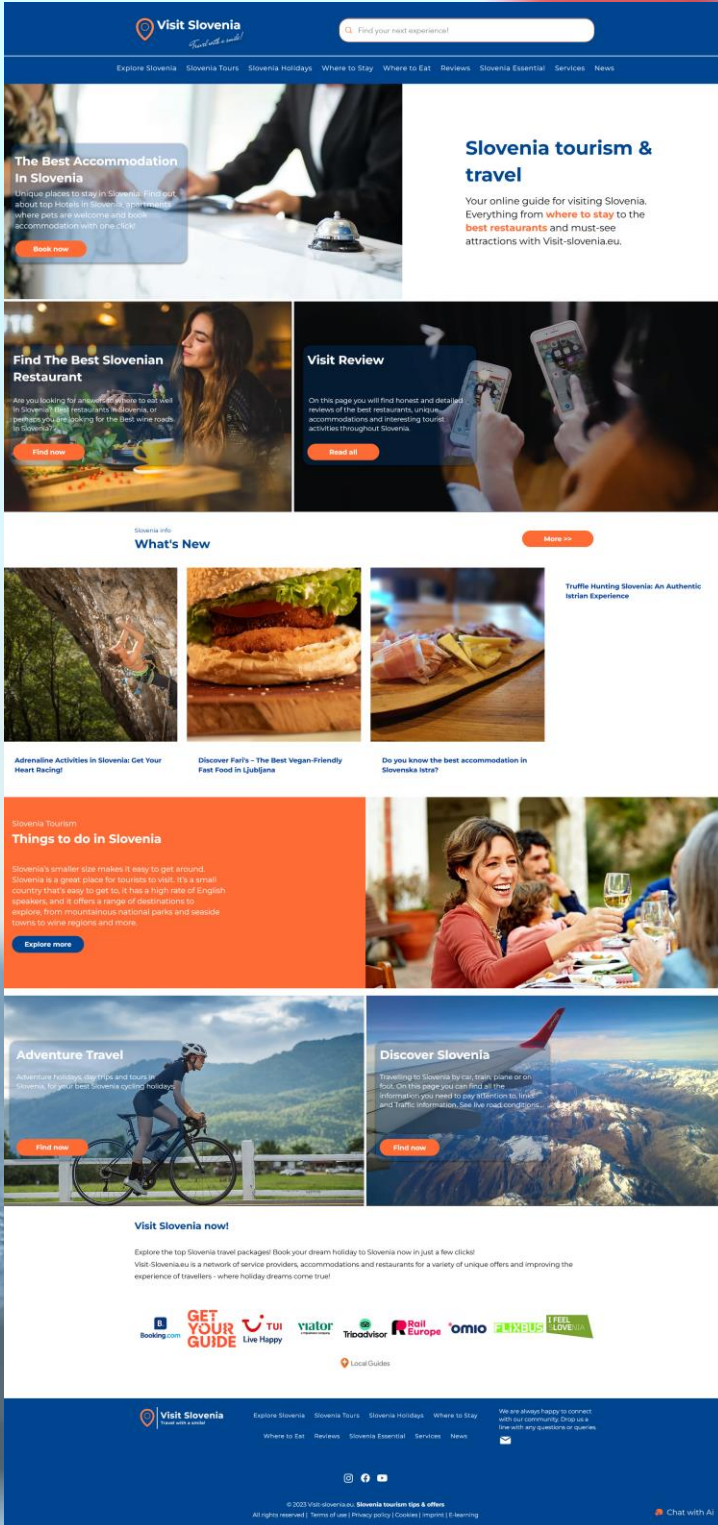 Visit Slovenia
Travel with a smile!
Find your next experience!
Explore Slovenia Slovenia Tours Slovenia Holidays Where to Stay Where to Eat Reviews Slovenia Essential Services News
The Best Accommodation
In Slovenia
Unique places to stay in Slovenia. Find out
about top Hotels in Slovenia, apartments
where pets are welcome and book
accommodation with one click!
Book now
Slovenia tourism &
travel
Your online guide for visiting Slovenia.
Everything from where to stay to the
best restaurants and must-see
attractions with Visit-slovenia.eu.
Find The Best Slovenian
Restaurant
Are you looking for answers to where to eat well
in Slovenia? Best restaurants in Slovenia, or
perhaps you are looking for the Best wine roads
in Slovenia?
Find now
Visit Review
On this page you will find honest and detailed
reviews of the best restaurants, unique
accommodations and interesting tourist
activities throughout Slovenia.
Read all
Slovenia info
What's New
More >>
Adrenaline Activities in Slovenia: Get Your
Heart Racing!
Discover Fari's – The Best Vegan-Friendly
Fast Food in Ljubljana
Do you know the best accommodation in
Slovenska Istra?
Truffle Hunting Slovenia: An Authentic
Istrian Experience
Slovenia Tourism
Things to do in Slovenia
Slovenia's smaller size makes it easy to get around.
Slovenia is a great place for tourists to visit. It's a small
country that's easy to get to, it has a high rate of English
speakers, and it offers a range of destinations to
explore, from mountainous national parks and seaside
towns to wine regions and more.
Explore more
Adventure Travel
Adventure holidays, day trips and tours in
Slovenia, for your best Slovenia cycling holidays.
Find now
Discover Slovenia
Travelling to Slovenia by car, train, plane or on
foot. On this page you can find all the
information you need to pay attention to, links
and Traffic information. See live road conditions...
Find now
Visit Slovenia now!
Explore the top Slovenia travel packages! Book your dream holiday to Slovenia now in just a few clicks!
Visit-Slovenia.eu is a network of service providers, accommodations and restaurants for a variety of unique offers and improving the
experience of travellers - where holiday dreams come true!
B.
Booking.com
GET
YOUR
GUIDE
TUI
Live Happy
viator
Tripadvisor
Rail
Europe
omio
FLIXBUS
I FEEL
SLOVENIA
Local Guides
Visit Slovenia
Travel with a smile!
Explore Slovenia Slovenia Tours Slovenia Holidays Where to Stay
Where to Eat Reviews Slovenia Essential Services News
We are always happy to connect
with our community. Drop us a
line with any questions or queries.
© 2023 Visit-slovenia.eu. Slovenia tourism tips & offers
All rights reserved | Terms of use | Privacy policy | Cookies | Imprint | E-learning
Chat with Ai